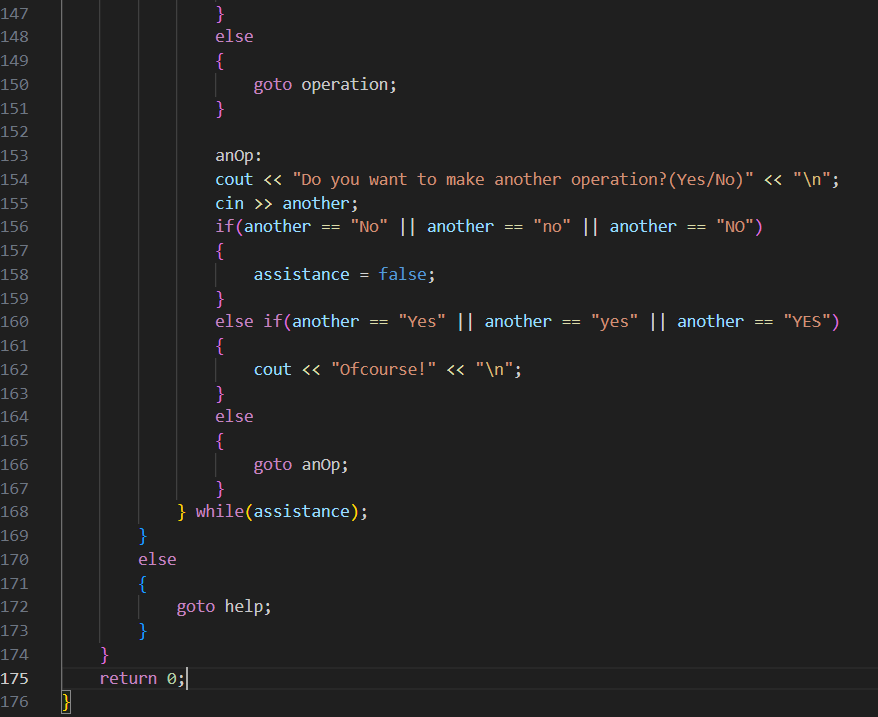 147 }
148 else
149 {
150 goto operation;
151 }
152
153 anOp:
154 cout << "Do you want to make another operation?(Yes/No)" << "\n";
155 cin >> another;
156 if(another == "No" || another == "no" || another == "NO")
157 {
158 assistance = false;
159 }
160 else if(another == "Yes" || another == "yes" || another == "YES")
161 {
162 cout << "Ofcourse!" << "\n";
163 }
164 else
165 {
166 goto anOp;
167 }
168 } while(assistance);
169 }
170 else
171 {
172 goto help;
173 }
174 }
175 return 0;
176 }